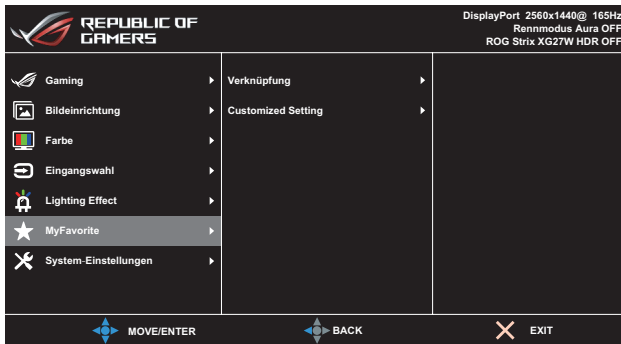 REPUBLIC OF
GAMERS
DisplayPort 2560x1440@ 165Hz
Rennmodus Aura OFF
ROG Strix XG27W HDR OFF
Gaming
Bildeinrichtung
Farbe
Eingangswahl
Lighting Effect
MyFavorite
System-Einstellungen
Verknüpfung
Customized Setting
MOVE/ENTER
BACK
EXIT